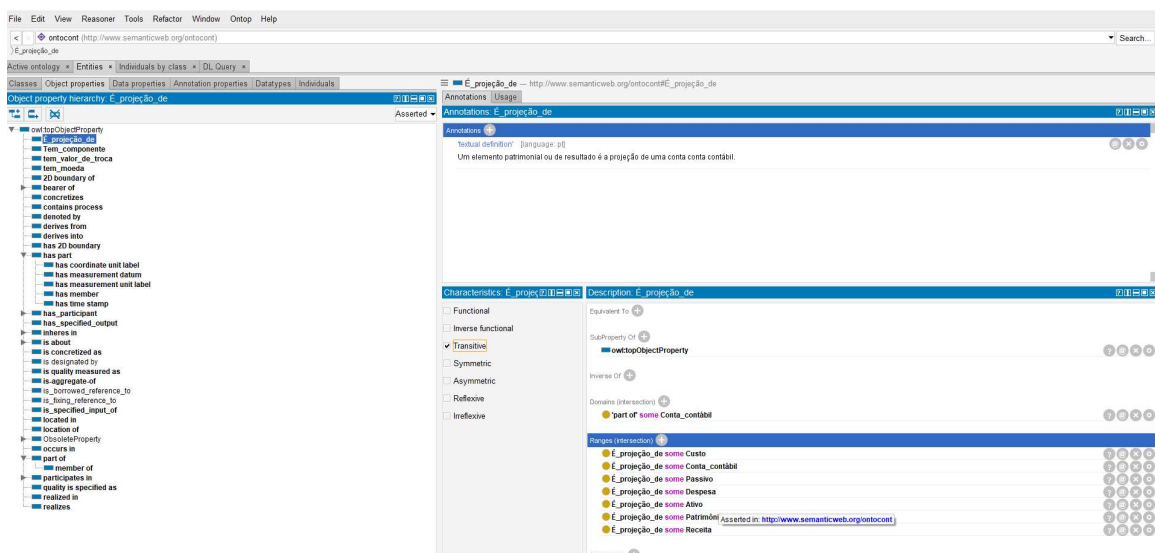 File Edit View Reasoner Tools Refactor Window Ontop Help
< > ontocont (http://www.semanticweb.org/ontocont) Search...
É_projeção_de
Active ontology × Entities × Individuals by class × DL Query ×
Classes Object properties Data properties Annotation properties Datatypes Individuals
Object property hierarchy: É_projeção_de
Asserted
owl:topObjectProperty
É_projeção_de
Tem_componente
tem_valor_de_troca
tem_moeda
2D boundary of
bearer of
concretizes
contains process
denoted by
derives from
derives into
has 2D boundary
has part
has coordinate unit label
has measurement datum
has measurement unit label
has member
has time stamp
has_participant
has_specified_output
inheres in
is about
is concretized as
is designated by
is quality measured as
is-aggregate-of
is_borrowed_reference_to
is_fixing_reference_to
is_specified_input_of
located in
location of
ObsoleteProperty
occurs in
part of
member of
participates in
quality is specified as
realized in
realizes
É_projeção_de — http://www.semanticweb.org/ontocont#É_projeção_de
Annotations Usage
Annotations: É_projeção_de
Annotations
'textual definition' [language: pt]
Um elemento patrimonial ou de resultado é a projeção de uma conta conta contábil.
Characteristics: É_projeç
Functional
Inverse functional
Transitive
Symmetric
Asymmetric
Reflexive
Irreflexive
Description: É_projeção_de
Equivalent To
SubProperty Of
owl:topObjectProperty
Inverse Of
Domains (intersection)
'part of' some Conta_contábil
Ranges (intersection)
É_projeção_de some Custo
É_projeção_de some Conta_contábil
É_projeção_de some Passivo
É_projeção_de some Despesa
É_projeção_de some Ativo
É_projeção_de some Patrimôni Asserted in: http://www.semanticweb.org/ontocont
É_projeção_de some Receita